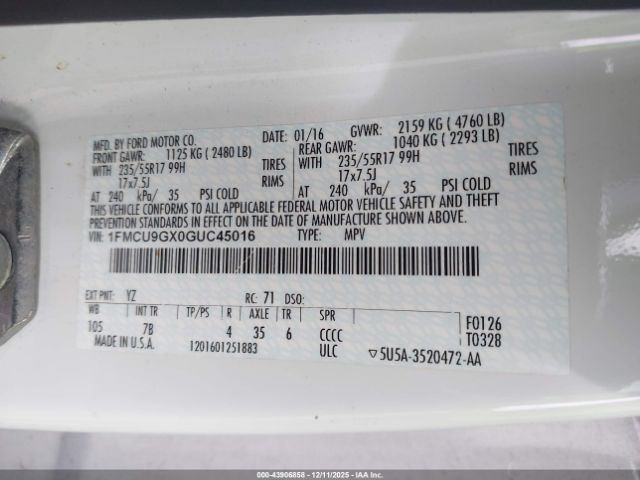 MFD. BY FORD MOTOR CO. DATE: 01/16 GVWR: 2159 KG ( 4760 LB)
FRONT GAWR: 1125 KG ( 2480 LB) REAR GAWR: 1040 KG ( 2293 LB)
WITH 235/55R17 99H TIRES WITH 235/55R17 99H TIRES
17x7.5J RIMS 17x7.5J RIMS
AT 240 kPa/ 35 PSI COLD AT 240 kPa/ 35 PSI COLD
THIS VEHICLE CONFORMS TO ALL APPLICABLE FEDERAL MOTOR VEHICLE SAFETY AND THEFT
PREVENTION STANDARDS IN EFFECT ON THE DATE OF MANUFACTURE SHOWN ABOVE.
VIN: 1FMCU9GX0GUC45016 TYPE: MPV
EXT PNT: YZ RC: 71 DSO:
WB INT TR TP/PS R AXLE TR SPR
105 7B 4 35 6 CCCC
F0126
T0328
MADE IN U.S.A. 1201601251883 ULC ▽5U5A-3520472-AA
000-43906858 - 12/11/2025 - IAAI.COM